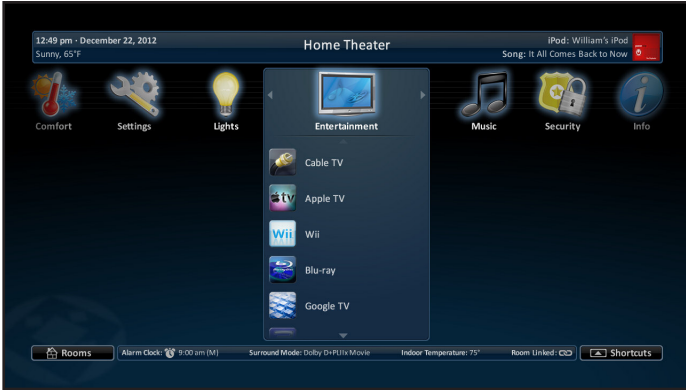 12:49 pm · December 22, 2012
Sunny, 65°F
Home Theater
iPod: William's iPod
Song: It All Comes Back to Now
Comfort
Settings
Lights
Entertainment
Music
Security
Info
Cable TV
tv Apple TV
Wii Wii
Blu-ray
Google TV
Rooms
Alarm Clock: 9:00 am (M)
Surround Mode: Dolby D+PLIIx Movie
Indoor Temperature: 75°
Room Linked:
Shortcuts